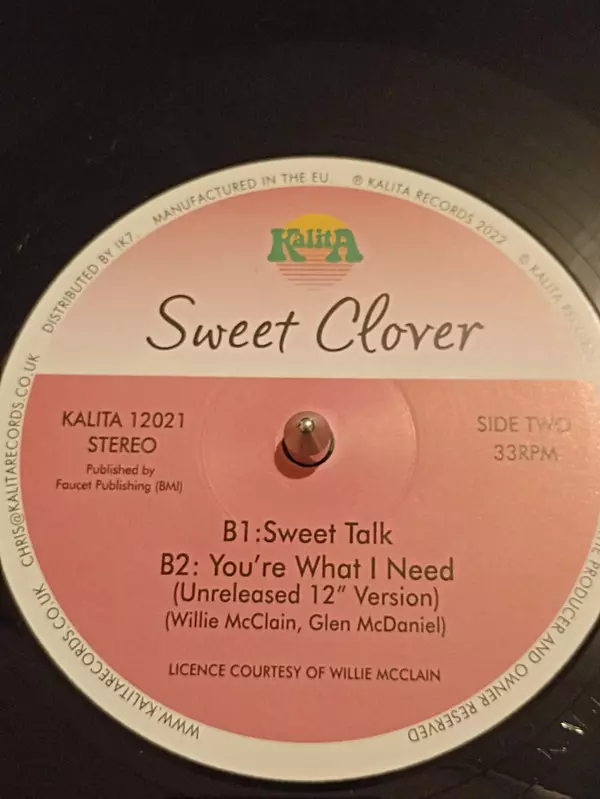 DISTRIBUTED BY !K7. MANUFACTURED IN THE EU. ℗ KALITA RECORDS 2022 © KALITA RECORDS
KalitA
Sweet Clover
KALITA 12021
STEREO
Published by
Faucet Publishing (BMI)
SIDE TWO
33RPM
B1:Sweet Talk
B2: You're What I Need
(Unreleased 12" Version)
(Willie McClain, Glen McDaniel)
LICENCE COURTESY OF WILLIE MCCLAIN
PRODUCER AND OWNER RESERVED
WWW.KALITARECORDS.CO.UK
CHRIS@KALITARECORDS.CO.UK